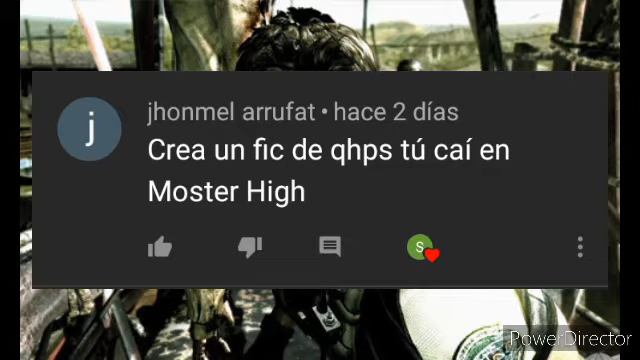 j
jhonmel arrufat • hace 2 días
Crea un fic de qhps tú caí en
Moster High
S
PowerDirector